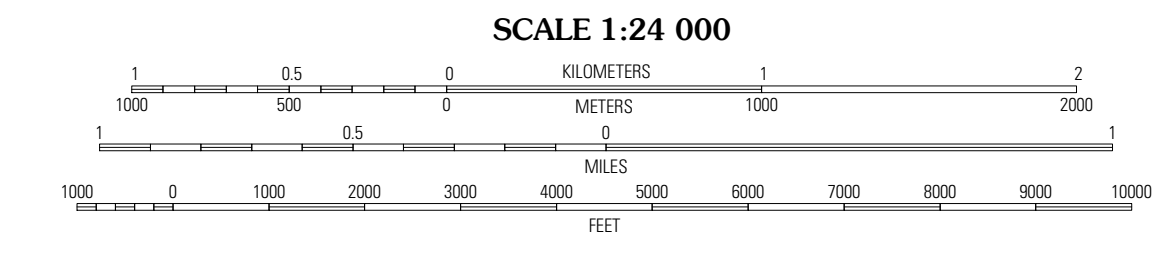 SCALE 1:24 000
1 0.5 0 KILOMETERS 1 2
1000 500 0 METERS 1000 2000
1 0.5 0 1
MILES
1000 0 1000 2000 3000 4000 5000 6000 7000 8000 9000 10000
FEET